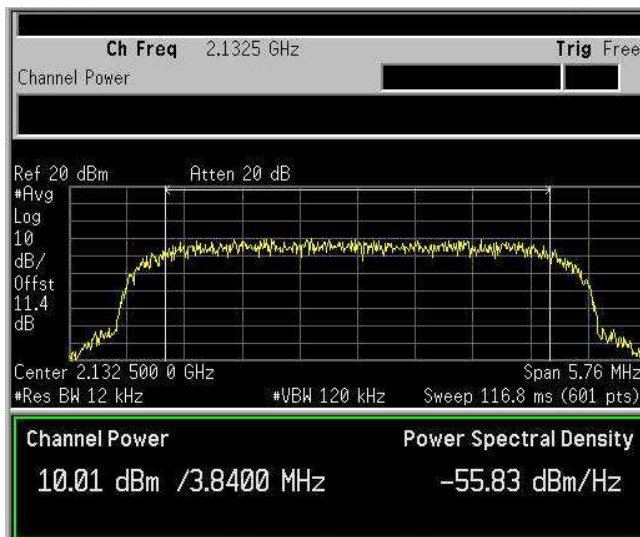 Ch Freq 2.1325 GHz Trig Free
Channel Power
Ref 20 dBm Atten 20 dB
#Avg
Log
10
dB/
Offst
11.4
dB
Center 2.132 500 0 GHz Span 5.76 MHz
#Res BW 12 kHz #VBW 120 kHz Sweep 116.8 ms (601 pts)
Channel Power Power Spectral Density
10.01 dBm /3.8400 MHz -55.83 dBm/Hz